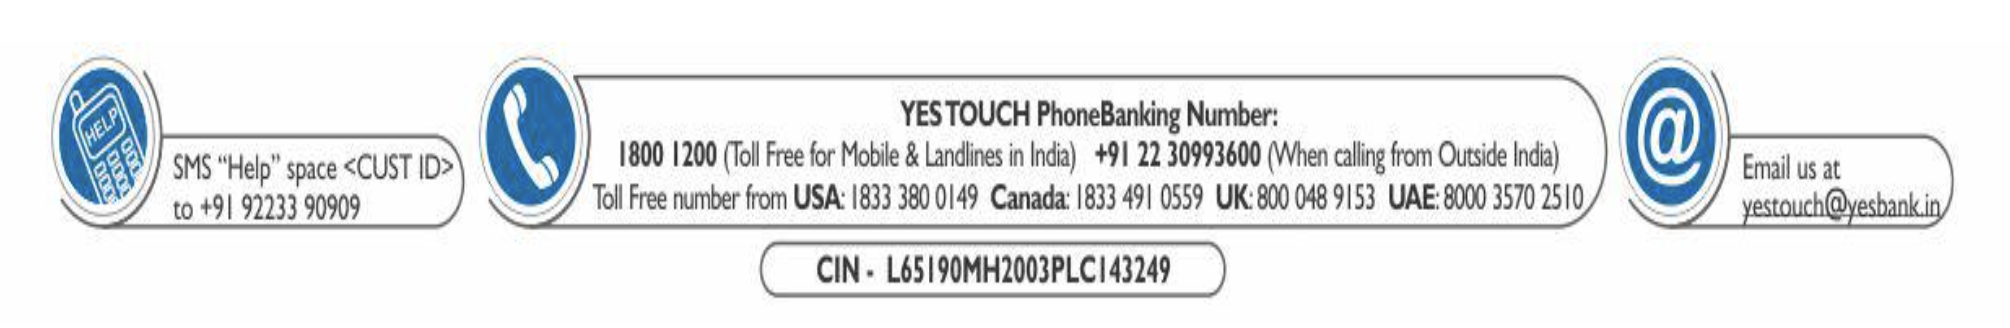 HELP
SMS “Help” space <CUST ID>
to +91 92233 90909
YES TOUCH PhoneBanking Number:
1800 1200 (Toll Free for Mobile & Landlines in India) +91 22 30993600 (When calling from Outside India)
Toll Free number from USA: 1833 380 0149 Canada: 1833 491 0559 UK: 800 048 9153 UAE: 8000 3570 2510
@
Email us at
yestouch@yesbank.in
CIN - L65190MH2003PLC143249